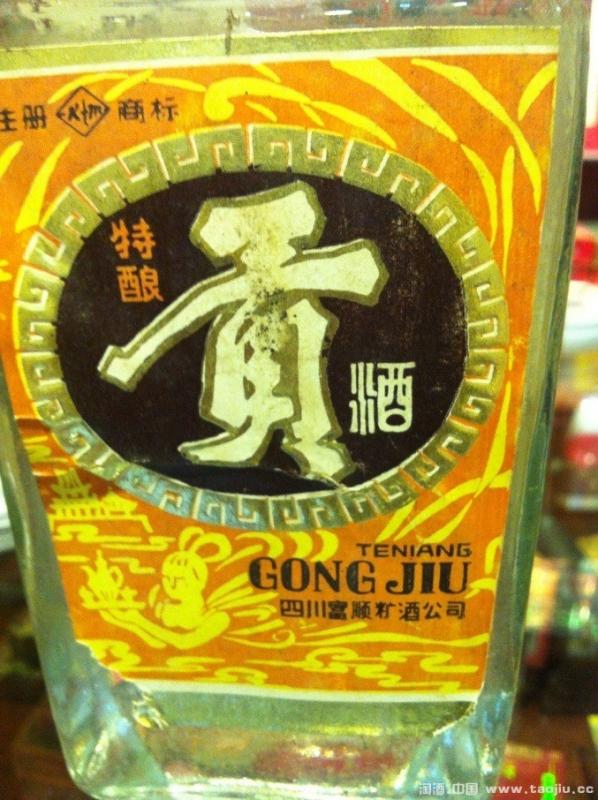 注册 商标
特酿
贡
酒
TENIANG
GONG JIU
四川富顺籵酒公司
淘酒.中国 www.taojiu.cc